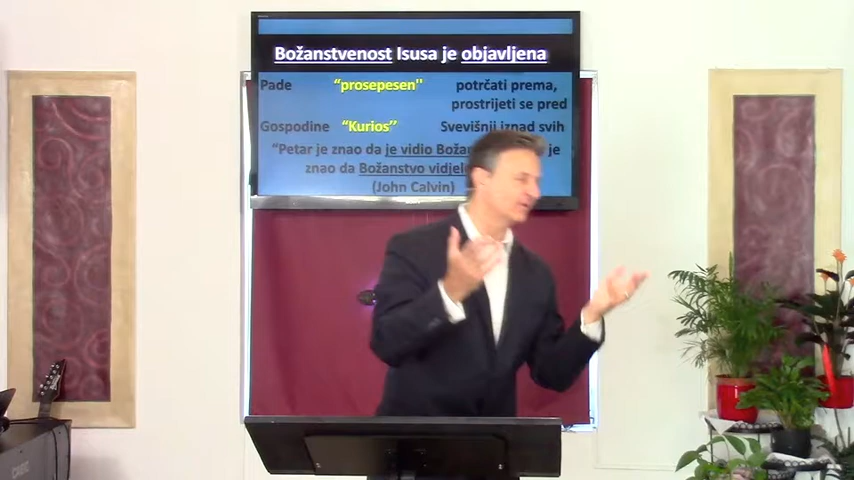 Božanstvenost Isusa je objavljena
Pade “prosepesen" potrčati prema,
prostrijeti se pred
Gospodine “Kurios” Svevišnji iznad svih
“Petar je znao da je vidio je
znao da Božanstvo
(John Calvin)
CASIO